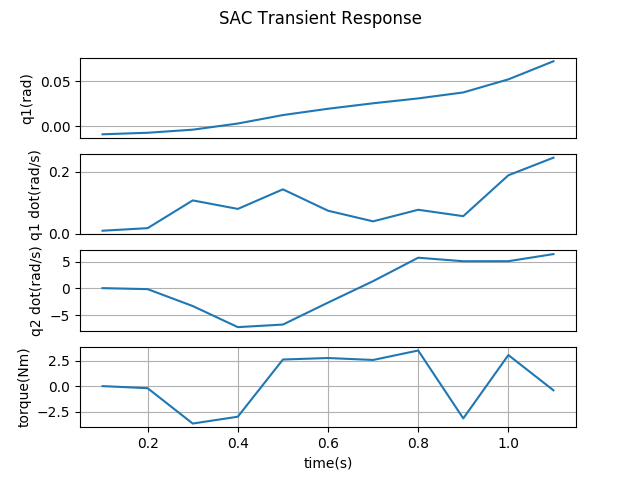 SAC Transient Response
q1(rad)
0.05
0.00
q1 dot(rad/s)
0.2
0.0
q2 dot(rad/s)
5
0
−5
torque(Nm)
2.5
0.0
−2.5
0.2 0.4 0.6 0.8 1.0
time(s)